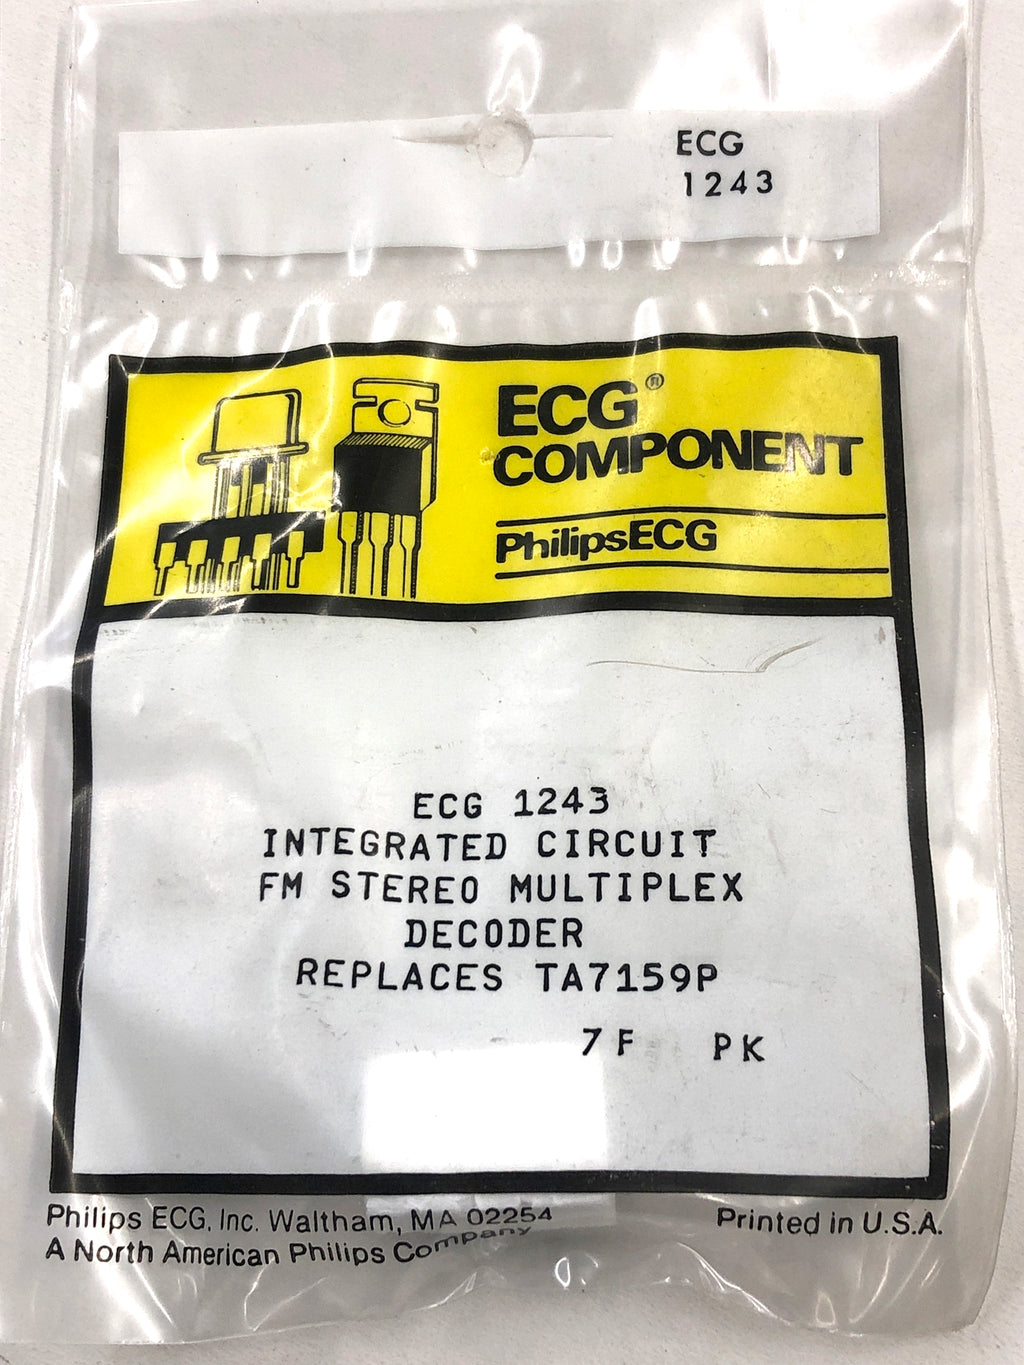 ECG
1243
ECG®
COMPONENT
PhilipsECG
ECG 1243
INTEGRATED CIRCUIT
FM STEREO MULTIPLEX
DECODER
REPLACES TA7159P
7F PK
Philips ECG, Inc. Waltham, MA 02254
A North American Philips Company
Printed in U.S.A.